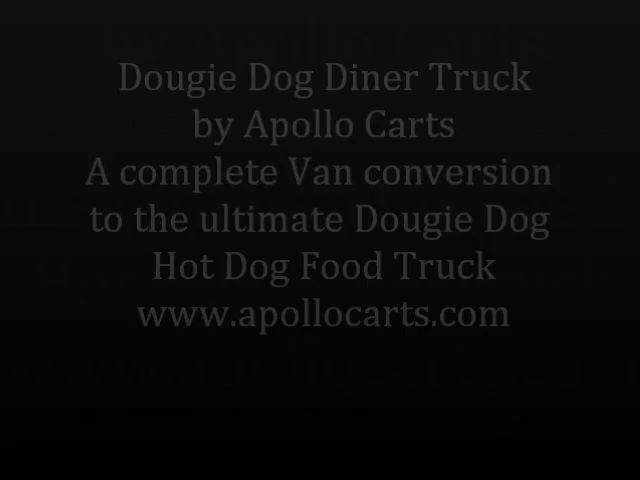 Dougie Dog Diner Truck
by Apollo Carts
A complete Van conversion
to the ultimate Dougie Dog
Hot Dog Food Truck
www.apollocarts.com